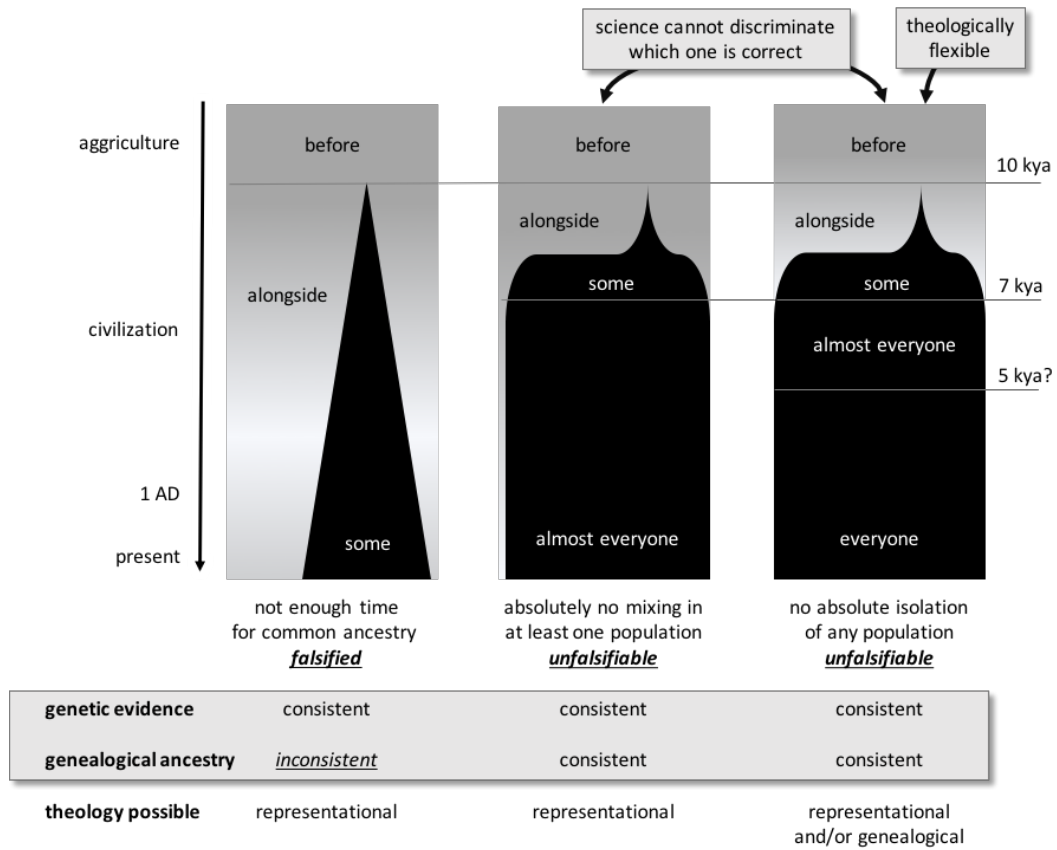 science cannot discriminate
which one is correct
theologically
flexible
aggriculture
civilization
1 AD
present
before
alongside
some
before
alongside
some
almost everyone
before
alongside
some
almost everyone
everyone
10 kya
7 kya
5 kya?
not enough time
for common ancestry
falsified
absolutely no mixing in
at least one population
unfalsifiable
no absolute isolation
of any population
unfalsifiable
genetic evidence consistent consistent consistent
genealogical ancestry inconsistent consistent consistent
theology possible representational representational representational
and/or genealogical